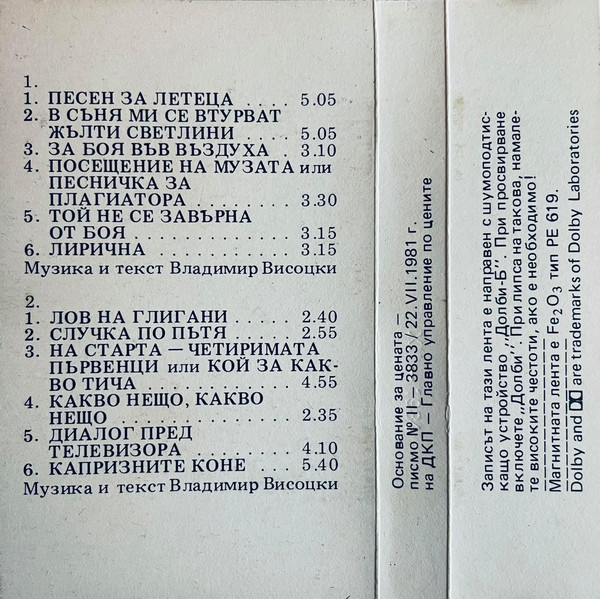 1.
1. ПЕСЕН ЗА ЛЕТЕЦА .... 5.05
2. В СЪНЯ МИ СЕ ВТУРВАТ
ЖЪЛТИ СВЕТЛИНИ .... 5.05
3. ЗА БОЯ ВЪВ ВЪЗДУХА . 3.10
4. ПОСЕЩЕНИЕ НА МУЗАТА или
ПЕСНИЧКА ЗА
ПЛАГИАТОРА ....... 3.30
5. ТОЙ НЕ СЕ ЗАВЪРНА
ОТ БОЯ ........... 3.15
6. ЛИРИЧНА .......... 3.15
Музика и текст Владимир Висоцки
2.
1. ЛОВ НА ГЛИГАНИ ..... 2.40
2. СЛУЧКА ПО ПЪТЯ ..... 2.55
3. НА СТАРТА — ЧЕТИРИМАТА
ПЪРВЕНЦИ или КОЙ ЗА КАК-
ВО ТИЧА ........... 4.55
4. КАКВО НЕЩО, КАКВО
НЕЩО ............. 2.35
5. ДИАЛОГ ПРЕД
ТЕЛЕВИЗОРА ........ 4.10
6. КАПРИЗНИТЕ КОНЕ ... 5.40
Музика и текст Владимир Висоцки
Основание за цената —
писмо № II — 3833 / 22.VII.1981 г.
на ДКП — Главно управление по цените
Записът на тази лента е направен с шумоподтис-
кащо устройство „Долби-Б". При просвирване
включете „Долби". При липса на такова, намале-
те високите честоти, ако е необходимо!
Магнитната лента е Fe2O3 тип PE 619.
Dolby and are trademarks of Dolby Laboratories